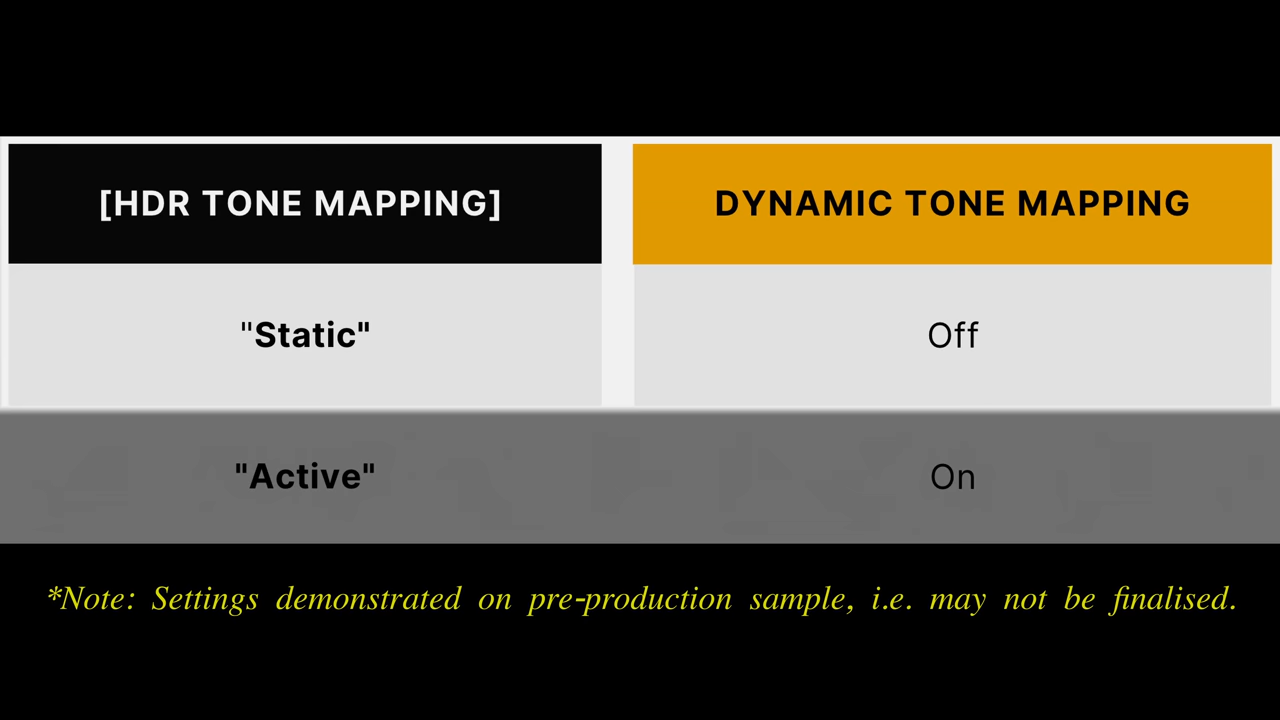 [HDR TONE MAPPING] DYNAMIC TONE MAPPING
"Static" Off
"Active" On
*Note: Settings demonstrated on pre-production sample, i.e. may not be finalised.